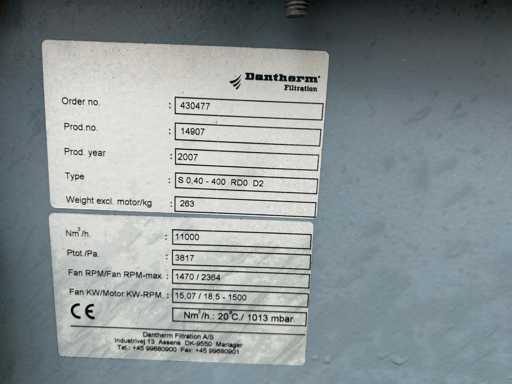 Dantherm®
Filtration
Order no. : 430477
Prod.no. : 14907
Prod. year : 2007
Type : S 0,40 - 400 RD0 D2
Weight excl. motor/kg : 263
Nm³/h. : 11000
Ptot./Pa. : 3817
Fan RPM/Fan RPM-max. : 1470 / 2364
Fan KW/Motor KW-RPM. : 15,07 / 18,5 - 1500
CE Nm³/h.: 20°C / 1013 mbar.
Dantherm Filtration A/S
Industrivej 13 Assens DK-9550 Mariager
Tel.: +45 99680900 Fax: +45 99680901